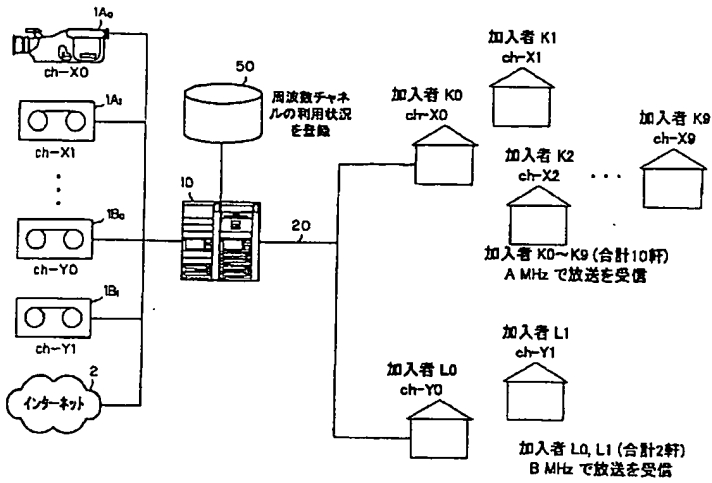 1A₀
ch-X0
1A₁
ch-X1
1B₀
ch-Y0
1B₁
ch-Y1
2
インターネット
50
周波数チャネ
ルの利用状況
を登録
10
20
加入者 K0
ch-X0
加入者 K1
ch-X1
加入者 K2
ch-X2
加入者 K9
ch-X9
加入者 K0〜K9 (合計10軒)
A MHz で放送を受信
加入者 L0
ch-Y0
加入者 L1
ch-Y1
加入者 L0, L1 (合計2軒)
B MHz で放送を受信